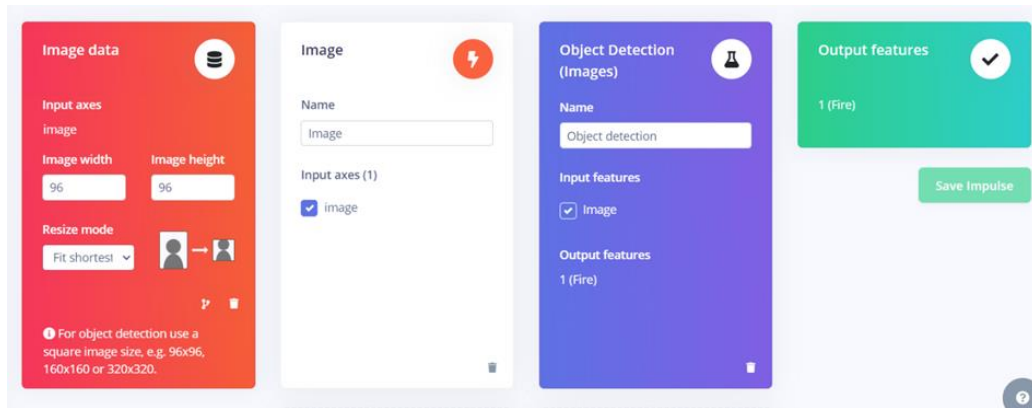 Image data
Input axes
image
Image width Image height
96 96
Resize mode
Fit shortest
For object detection use a
square image size, e.g. 96x96,
160x160 or 320x320.
Image
Name
Image
Input axes (1)
image
Object Detection
(Images)
Name
Object detection
Input features
Image
Output features
1 (Fire)
Output features
1 (Fire)
Save Impulse